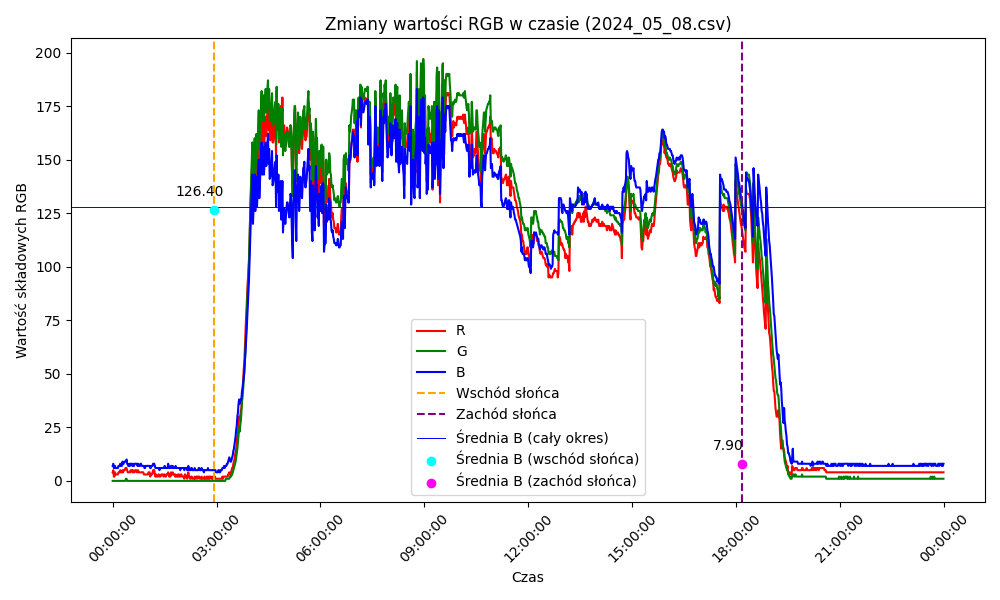 Zmiany wartości RGB w czasie (2024_05_08.csv)
Wartość składowych RGB
200
175
150
125
100
75
50
25
0
126.40
7.90
R
G
B
Wschód słońca
Zachód słońca
Średnia B (cały okres)
Średnia B (wschód słońca)
Średnia B (zachód słońca)
00:00:00
03:00:00
06:00:00
09:00:00
12:00:00
15:00:00
18:00:00
21:00:00
00:00:00
Czas